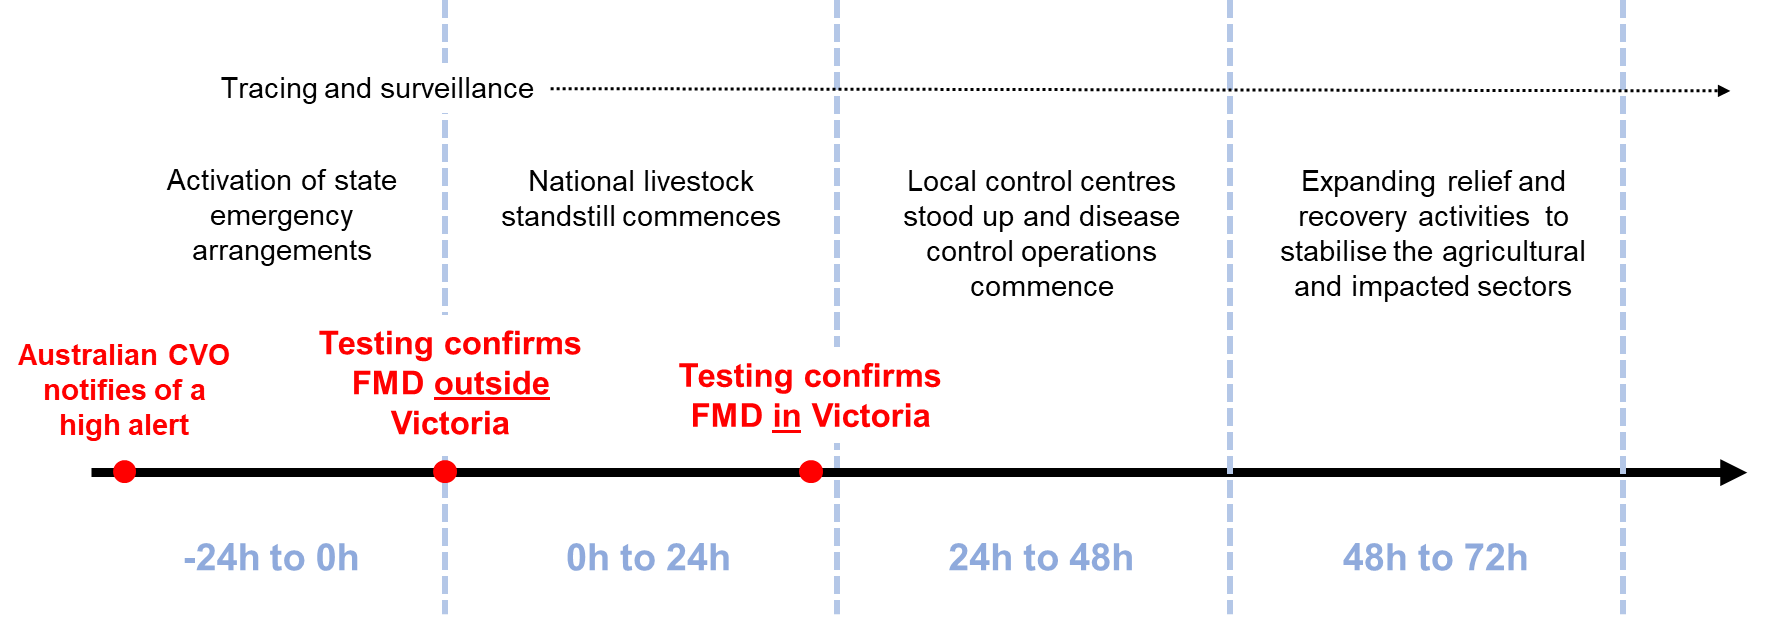 Tracing and surveillance
Activation of state
emergency
arrangements
National livestock
standstill commences
Local control centres
stood up and disease
control operations
commence
Expanding relief and
recovery activities to
stabilise the agricultural
and impacted sectors
Australian CVO
notifies of a
high alert
Testing confirms
FMD outside
Victoria
Testing confirms
FMD in Victoria
-24h to 0h
0h to 24h
24h to 48h
48h to 72h